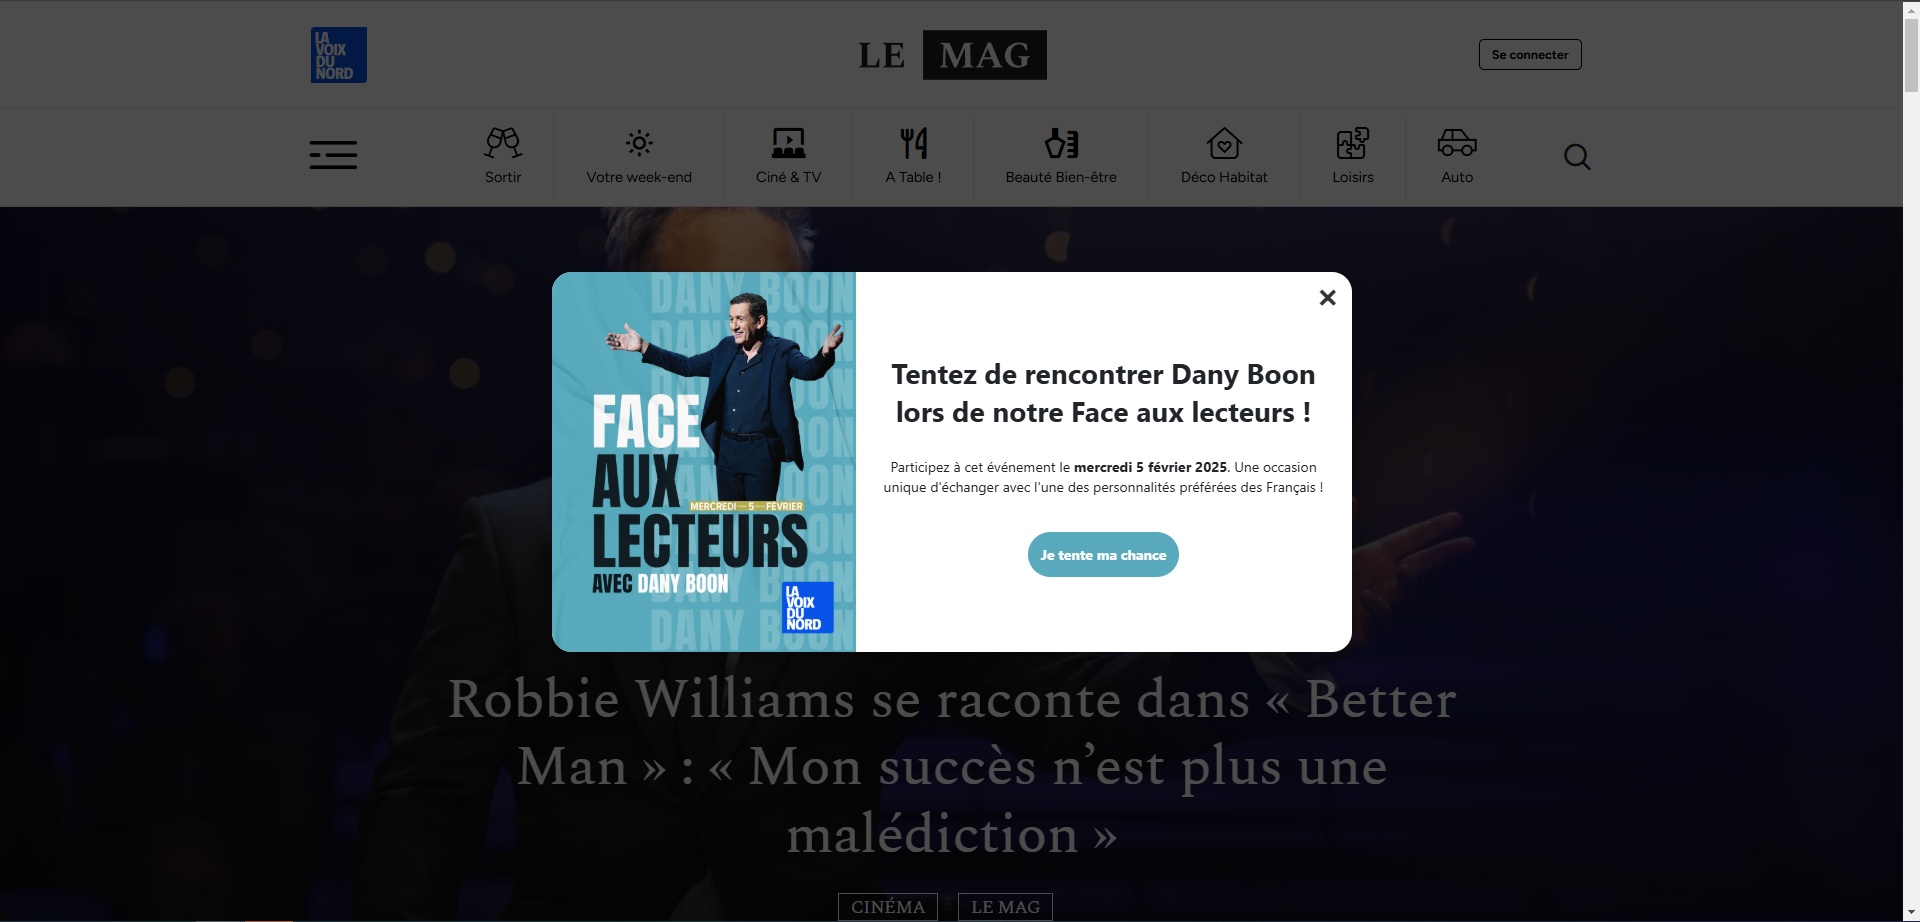 LA
VOIX
DU
NORD
LE MAG
Se connecter
Sortir
Votre week-end
Ciné & TV
A Table !
Beauté Bien-être
Déco Habitat
Loisirs
Auto
DANY BOON
DANY BOON
FACE
AUX
MERCREDI 5 FÉVRIER
LECTEURS
AVEC DANY BOON
LA
VOIX
DU
NORD
DANY BOON
Tentez de rencontrer Dany Boon
lors de notre Face aux lecteurs !
Participez à cet événement le mercredi 5 février 2025. Une occasion
unique d'échanger avec l'une des personnalités préférées des Français !
Je tente ma chance
Robbie Williams se raconte dans « Better
Man » : « Mon succès n’est plus une
malédiction »
CINÉMA
LE MAG